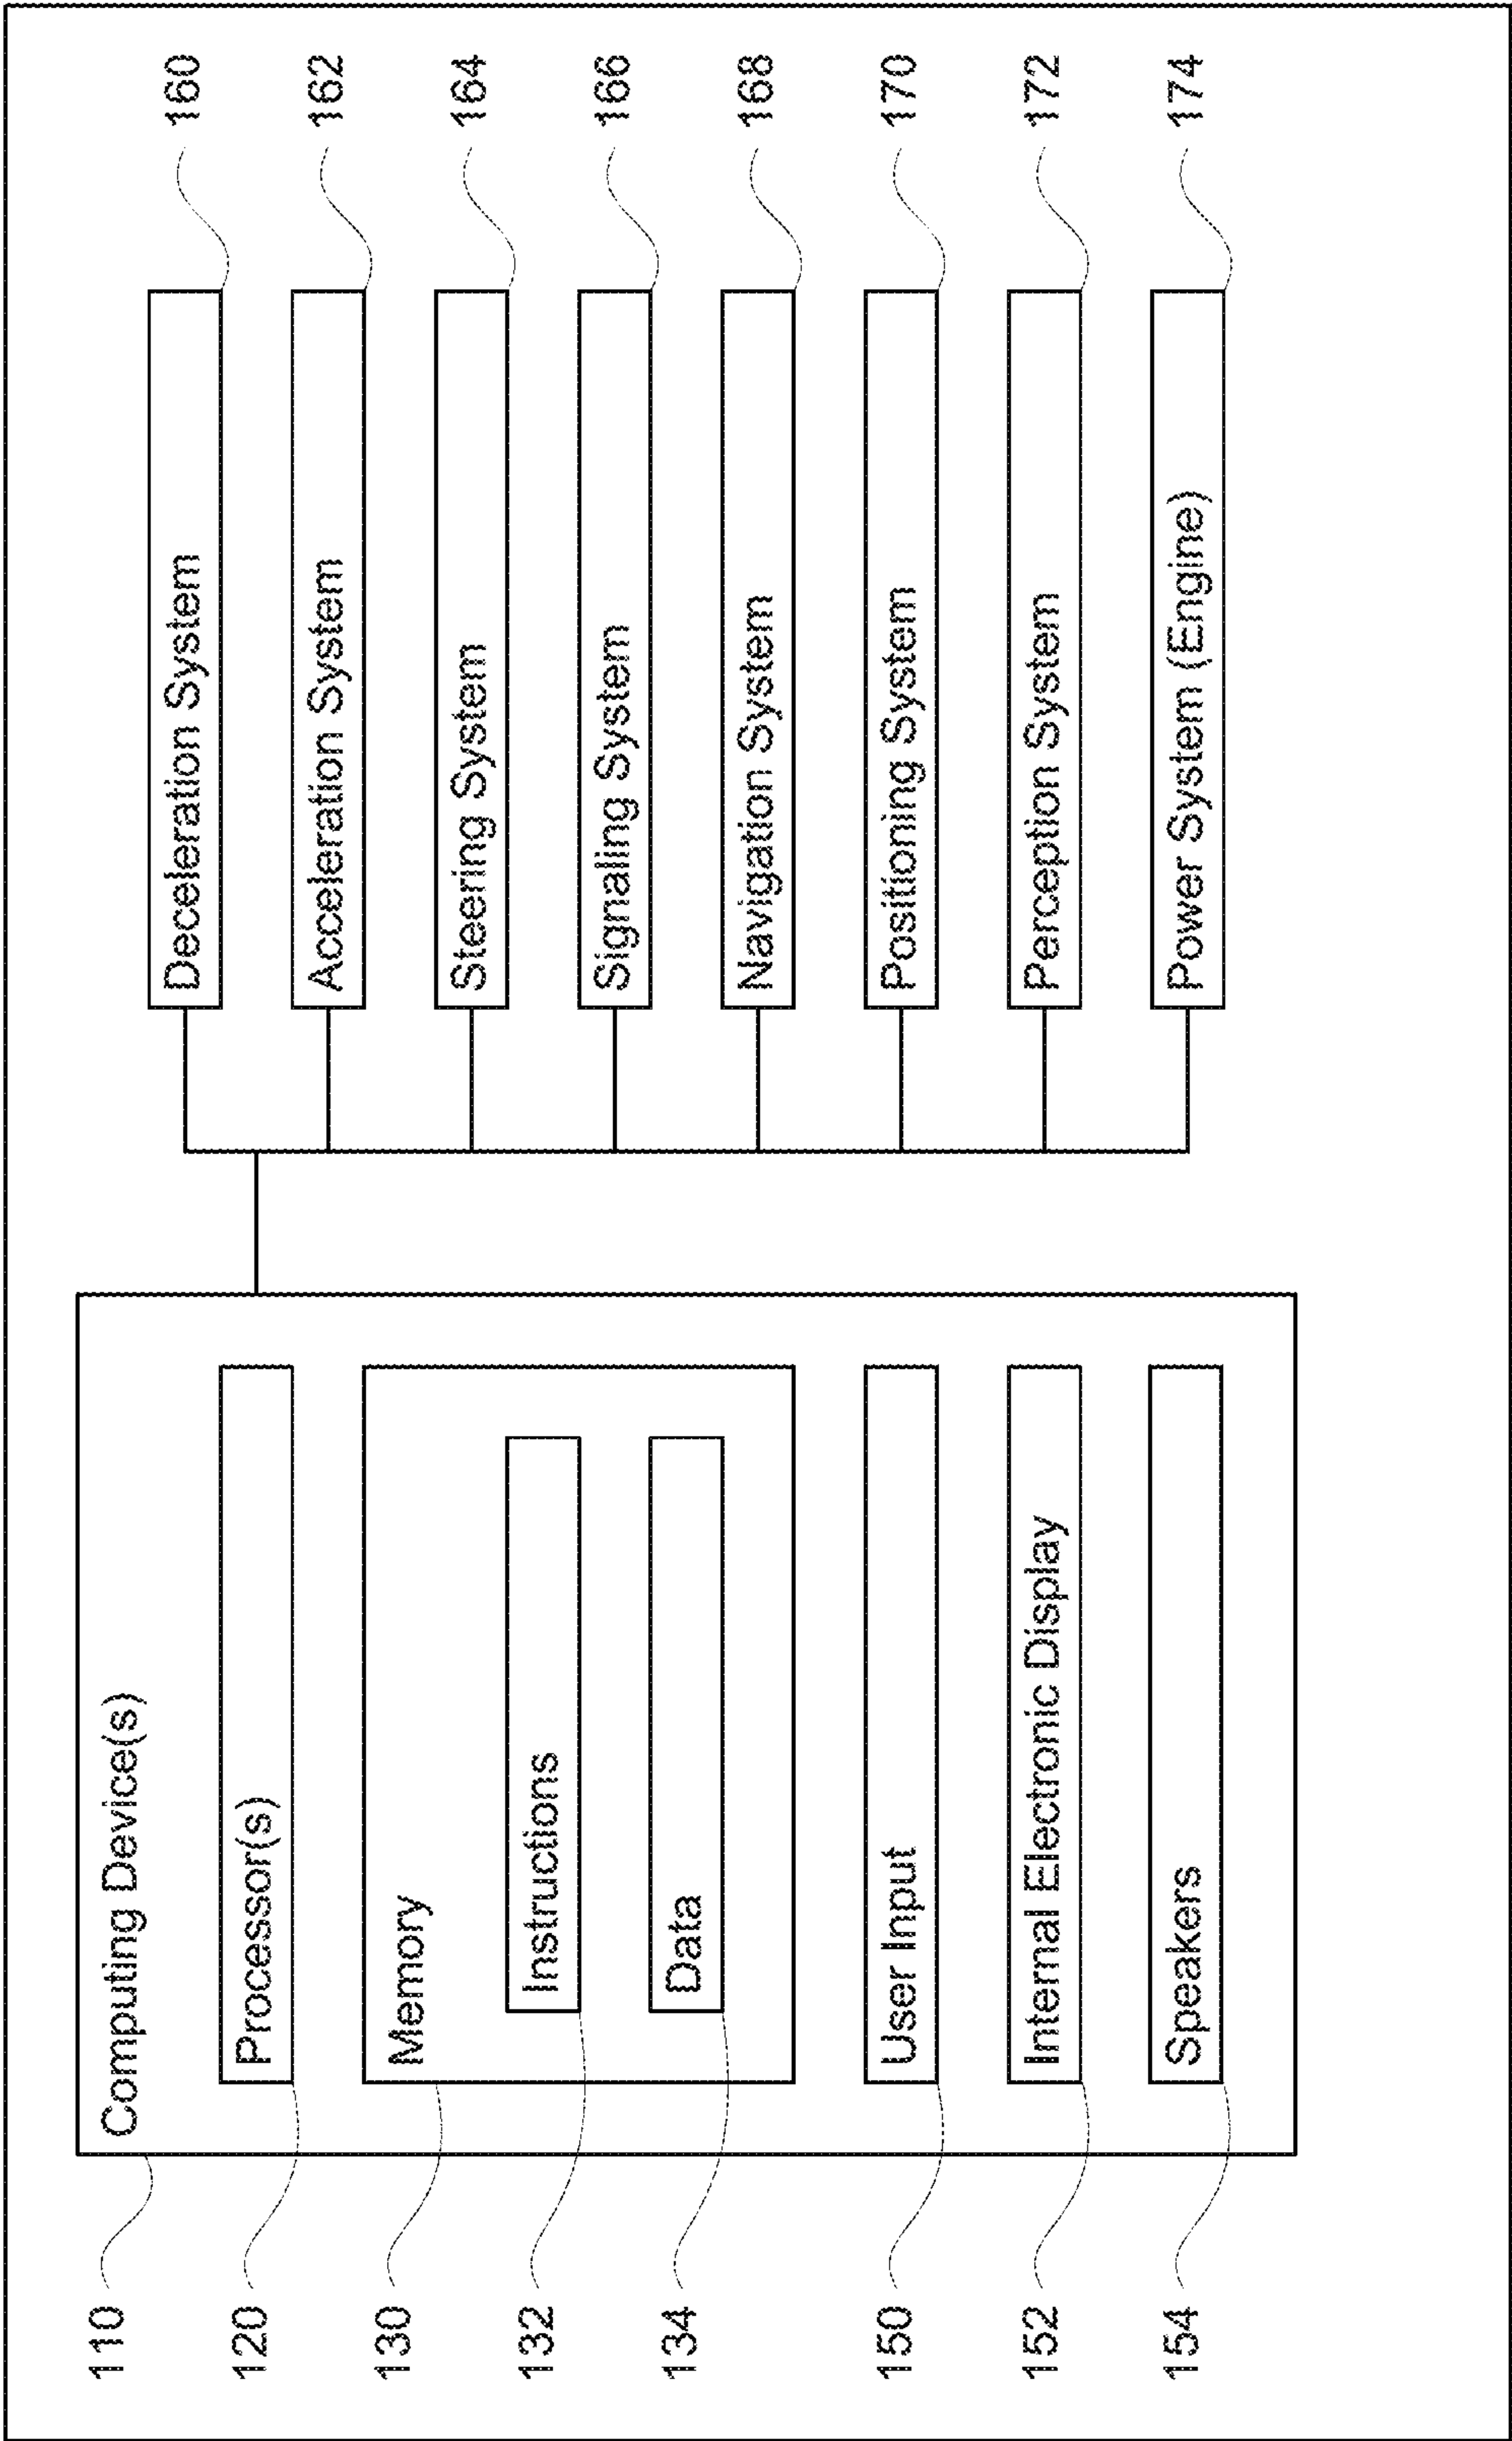 110
Computing Device(s)
120
Processor(s)
130
Memory
132
Instructions
134
Data
150
User Input
152
Internal Electronic Display
154
Speakers
Deceleration System
160
Acceleration System
162
Steering System
164
Signaling System
166
Navigation System
168
Positioning System
170
Perception System
172
Power System (Engine)
174